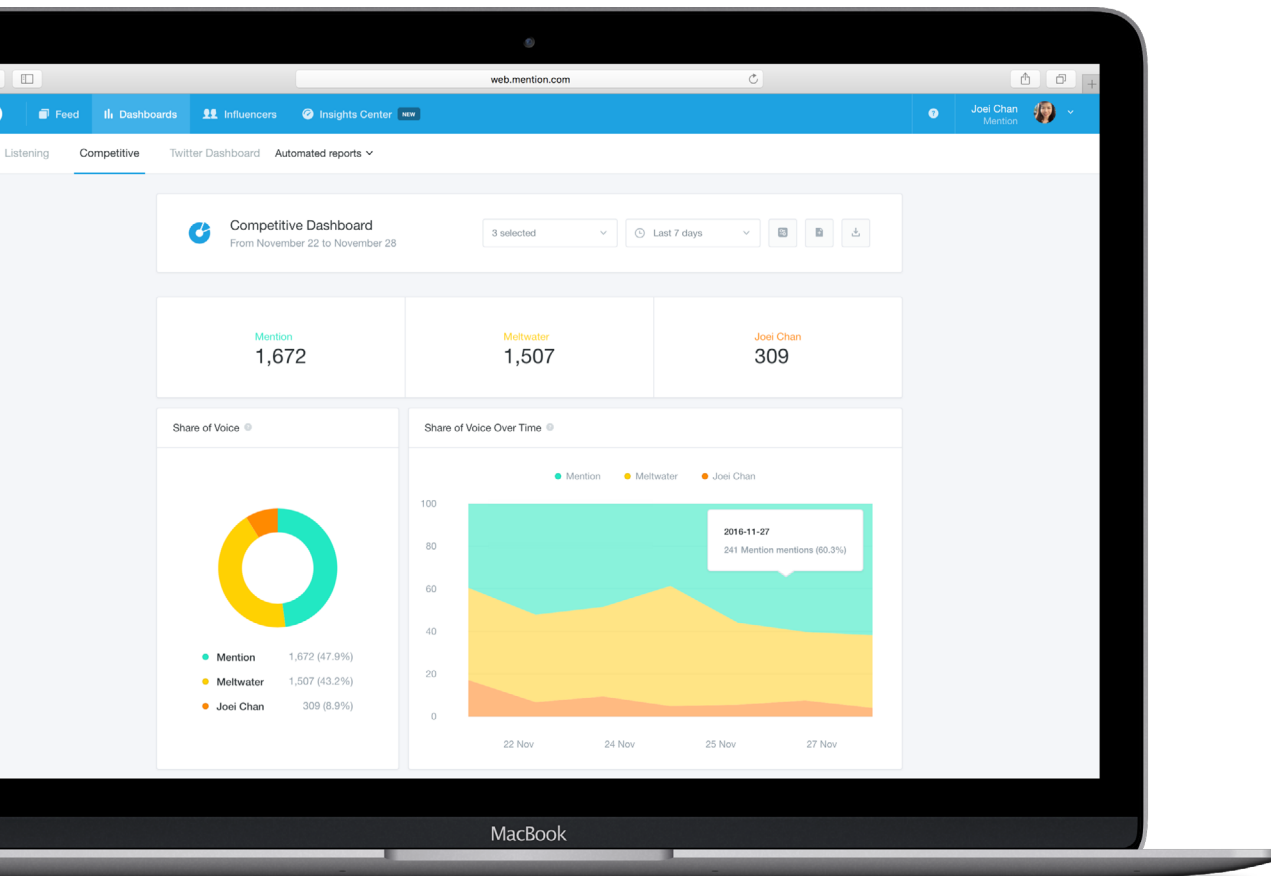 web.mention.com
Feed Dashboards Influencers Insights Center NEW ? Joei Chan
Mention
Listening Competitive Twitter Dashboard Automated reports
Competitive Dashboard
From November 22 to November 28
3 selected Last 7 days
Mention Meltwater Joei Chan
1,672 1,507 309
Share of Voice Share of Voice Over Time
Mention Meltwater Joei Chan
100
80
60
40
20
0
2016-11-27
241 Mention mentions (60.3%)
22 Nov 24 Nov 25 Nov 27 Nov
Mention 1,672 (47.9%)
Meltwater 1,507 (43.2%)
Joei Chan 309 (8.9%)
MacBook